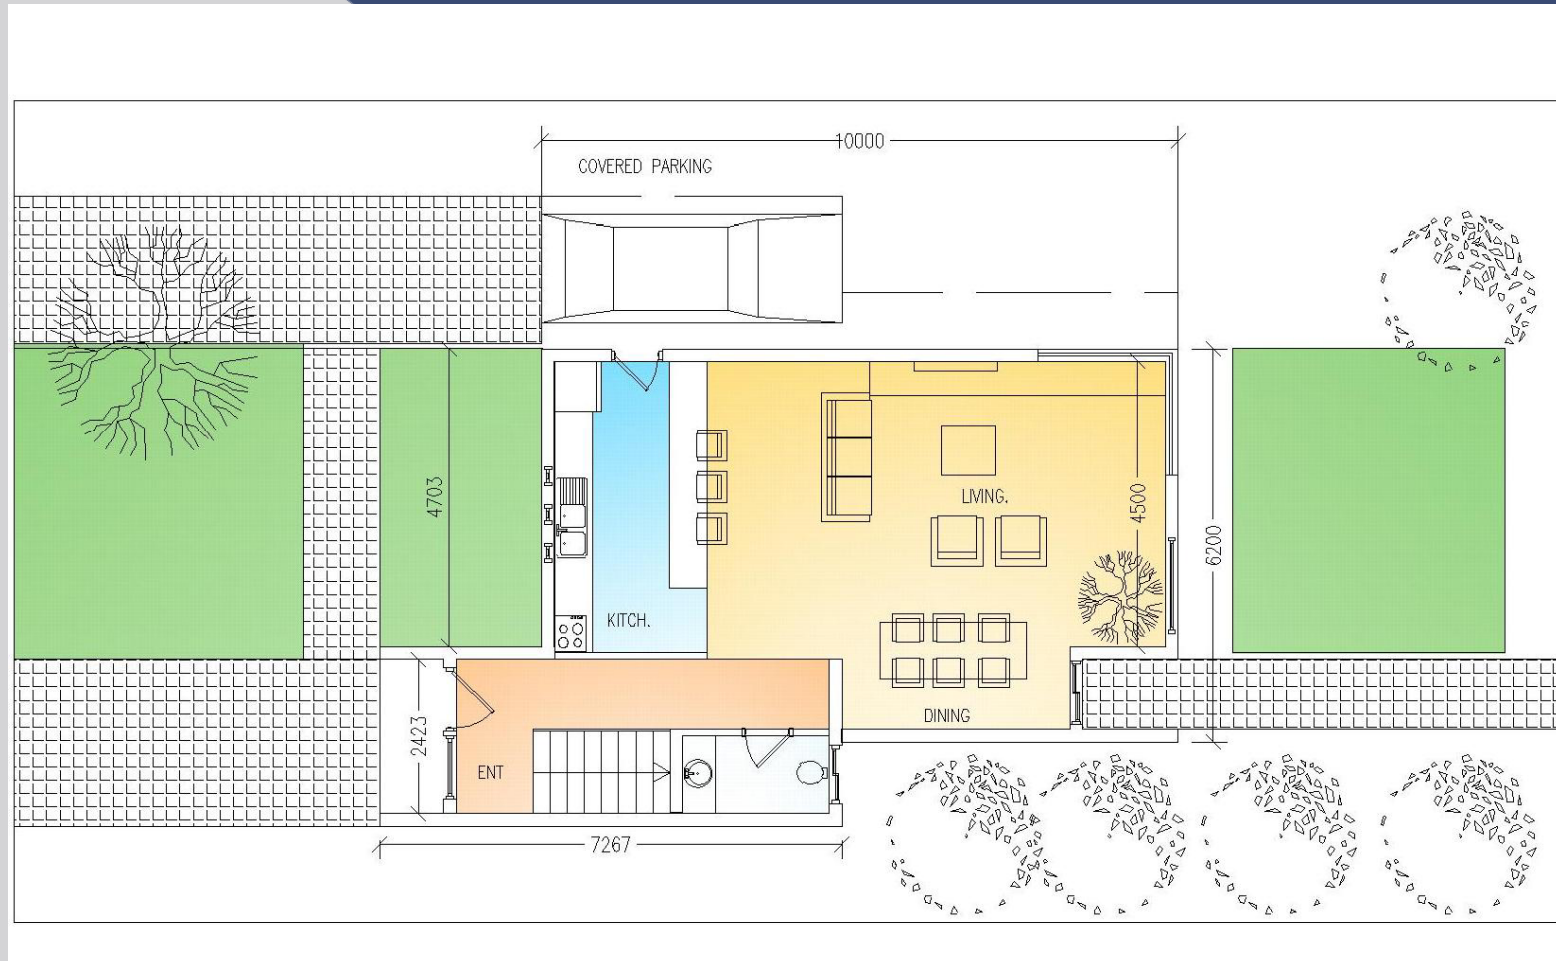 10000
COVERED PARKING
4703
LIVING.
4500
6200
KITCH.
2423
DINING
ENT
7267